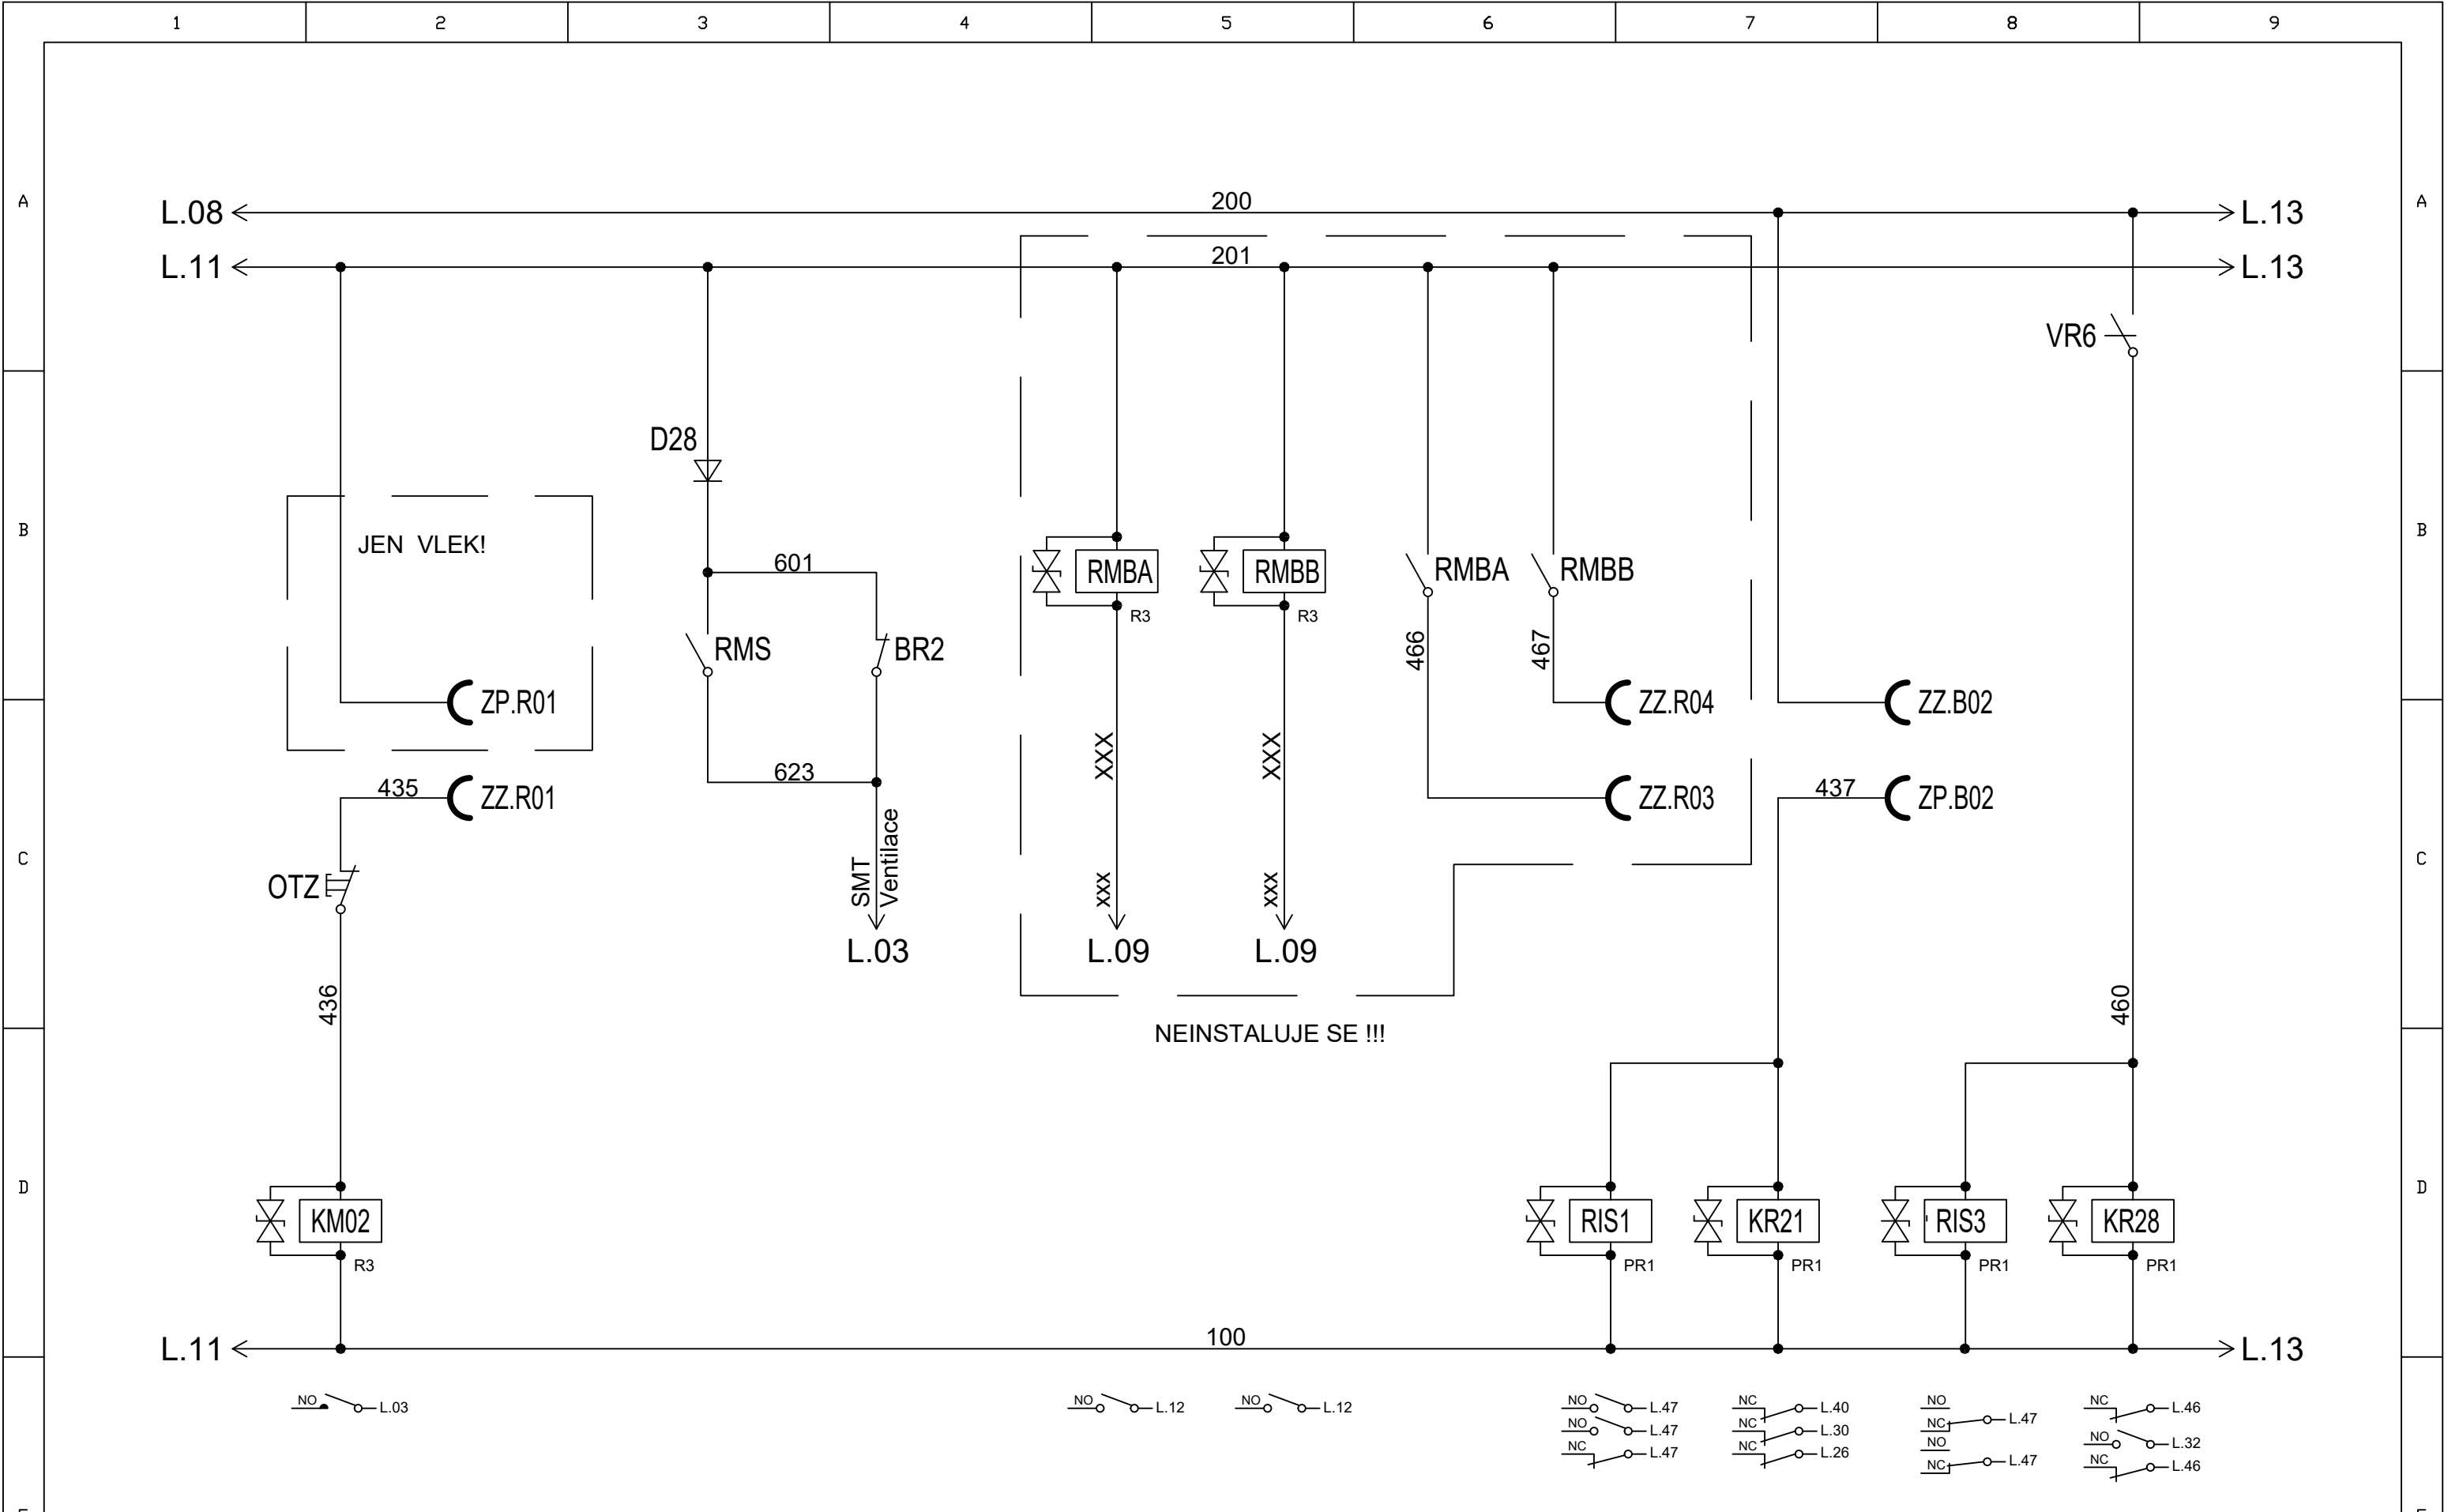 1 2 3 4 5 6 7 8 9
A A
L.08 200 L.13
L.11 201 L.13
VR6
D28
B B
JEN VLEK!
601
RMBA RMBB RMBA RMBB
R3 R3
RMS BR2
466 467
ZP.R01 ZZ.R04 ZZ.B02
XXX XXX
623
435 ZZ.R01 ZZ.R03 437 ZP.B02
C C
SMT
Ventilace
OTZ
xxx xxx
L.03 L.09 L.09
436 460
NEINSTALUJE SE !!!
D D
KM02 RIS1 KR21 RIS3 KR28
R3 PR1 PR1 PR1 PR1
L.11 100 L.13
NO L.03 NO L.12 NO L.12 NO L.47 NC L.40 NO NC L.46
NO L.47 NC L.30 NC L.47 NO L.32
NC L.47 NC L.26 NO NC L.46
NC L.47